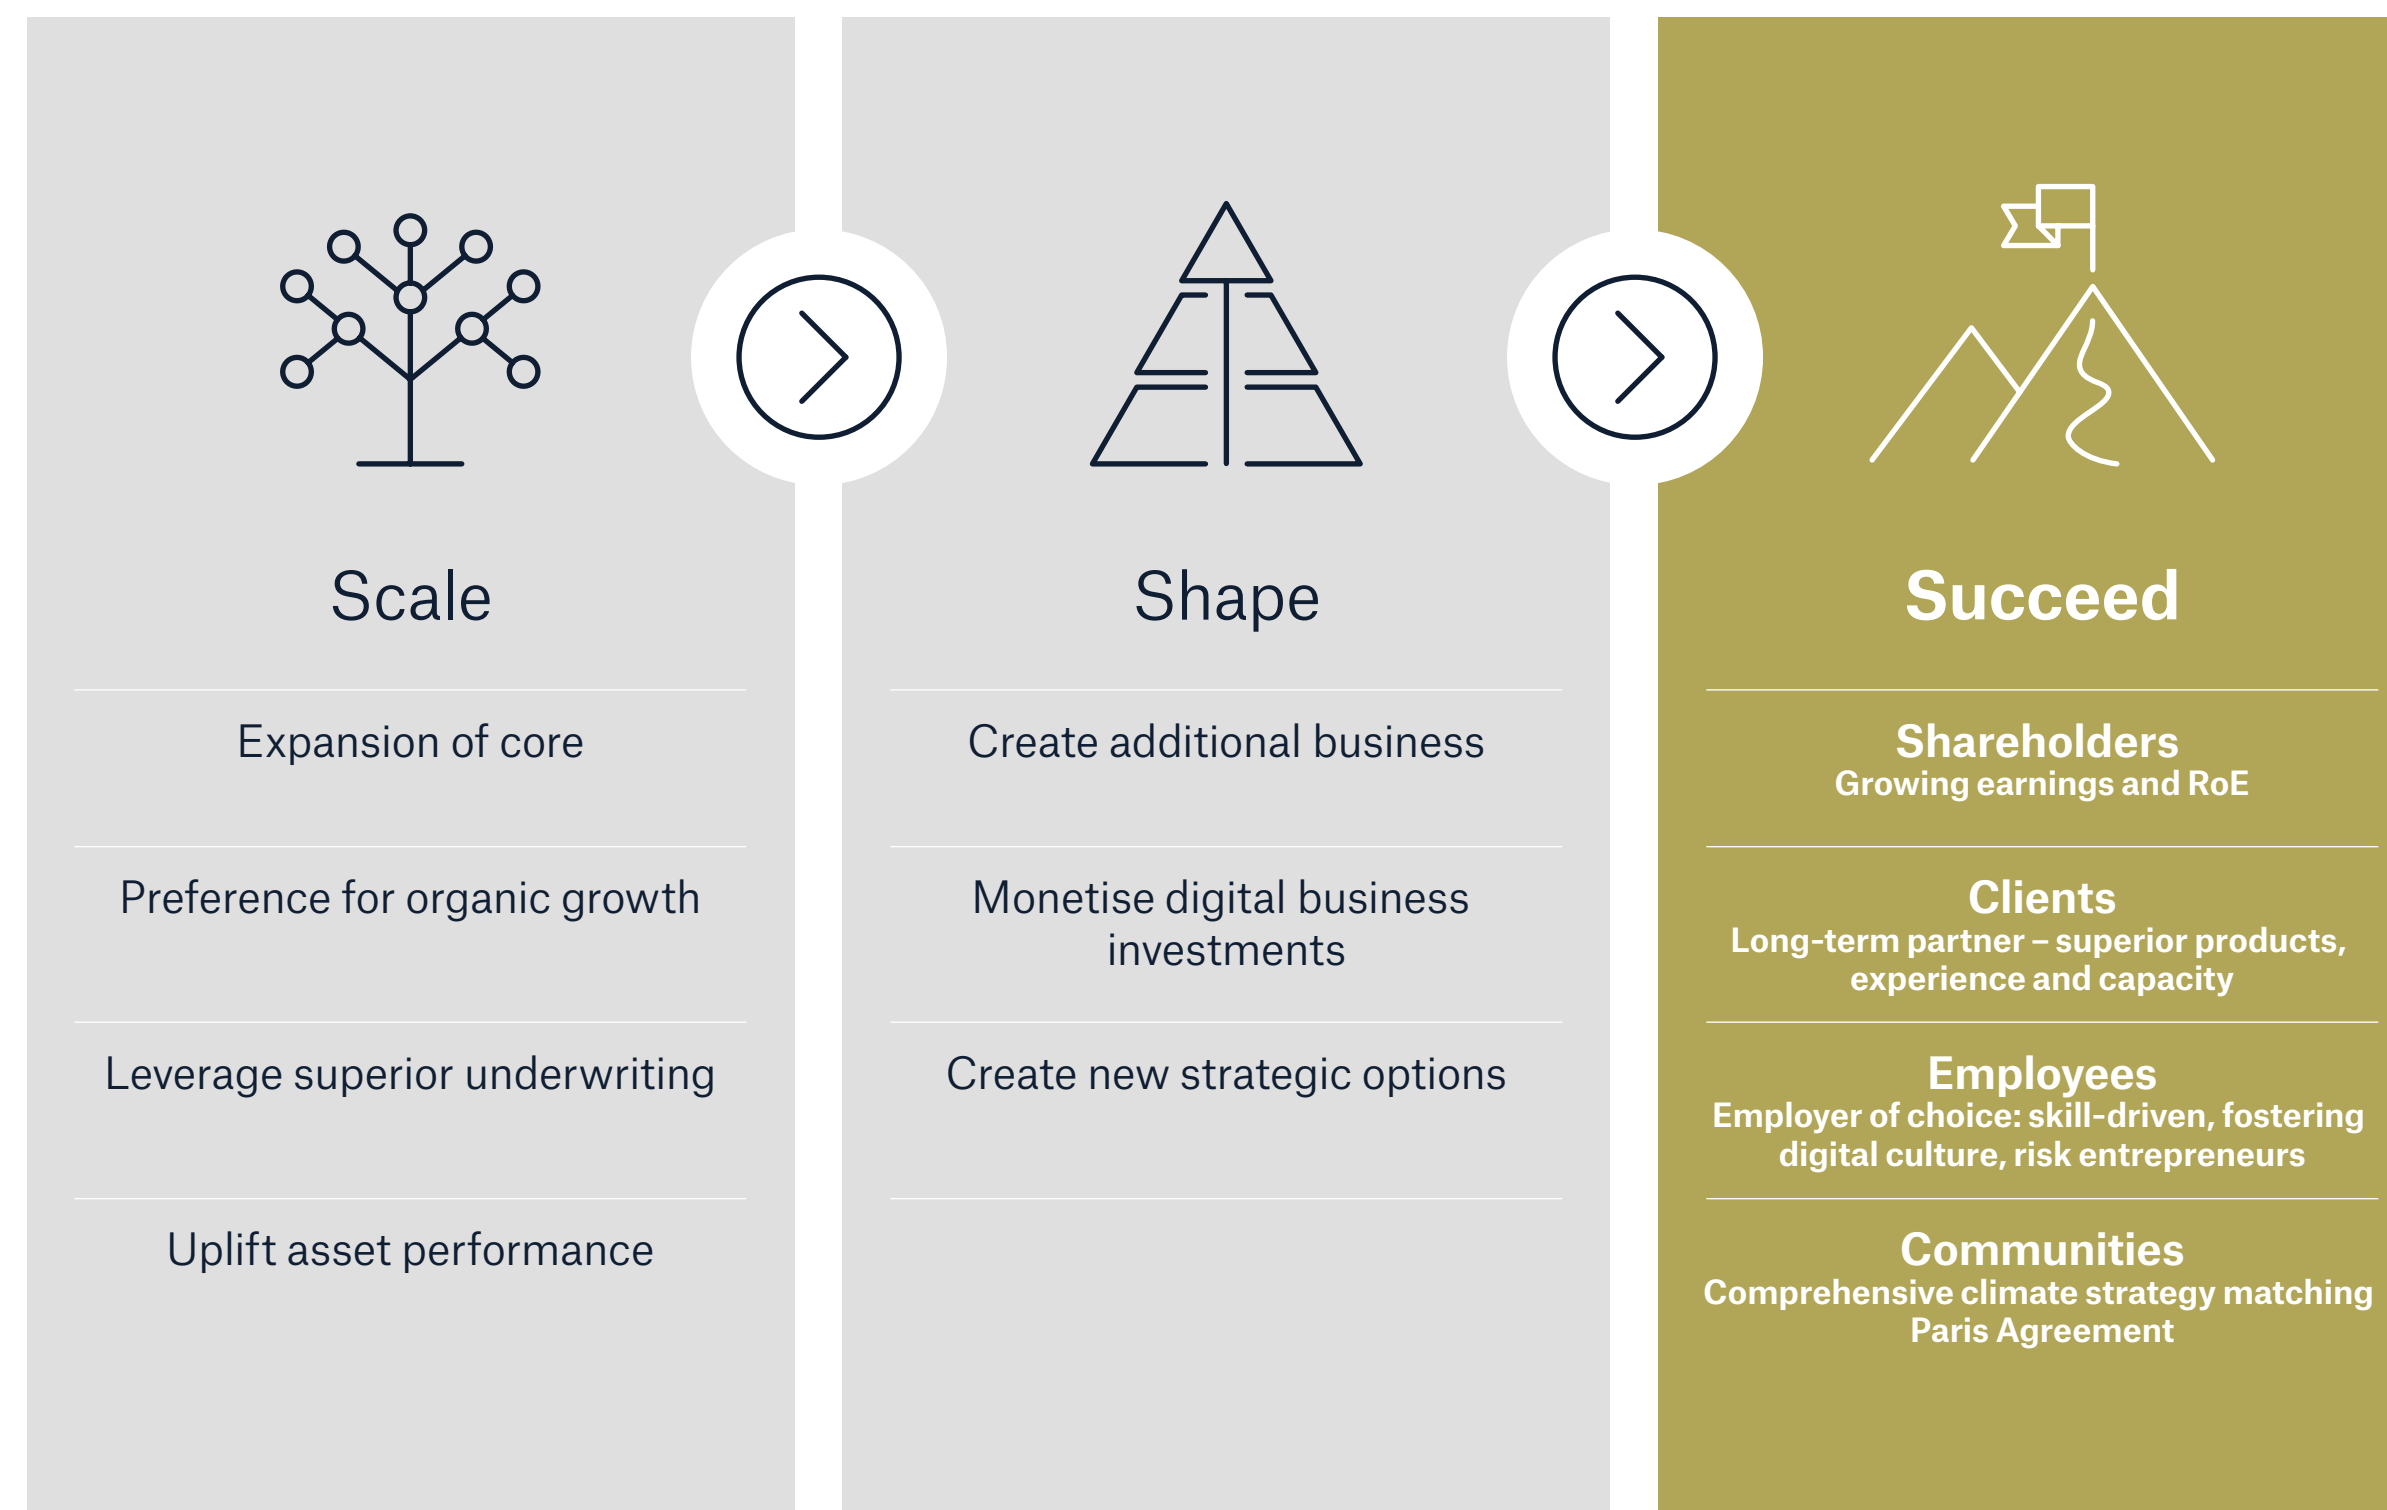 Scale
Expansion of core
Preference for organic growth
Leverage superior underwriting
Uplift asset performance
Shape
Create additional business
Monetise digital business
investments
Create new strategic options
Succeed
Shareholders
Growing earnings and RoE
Clients
Long-term partner – superior products,
experience and capacity
Employees
Employer of choice: skill-driven, fostering
digital culture, risk entrepreneurs
Communities
Comprehensive climate strategy matching
Paris Agreement